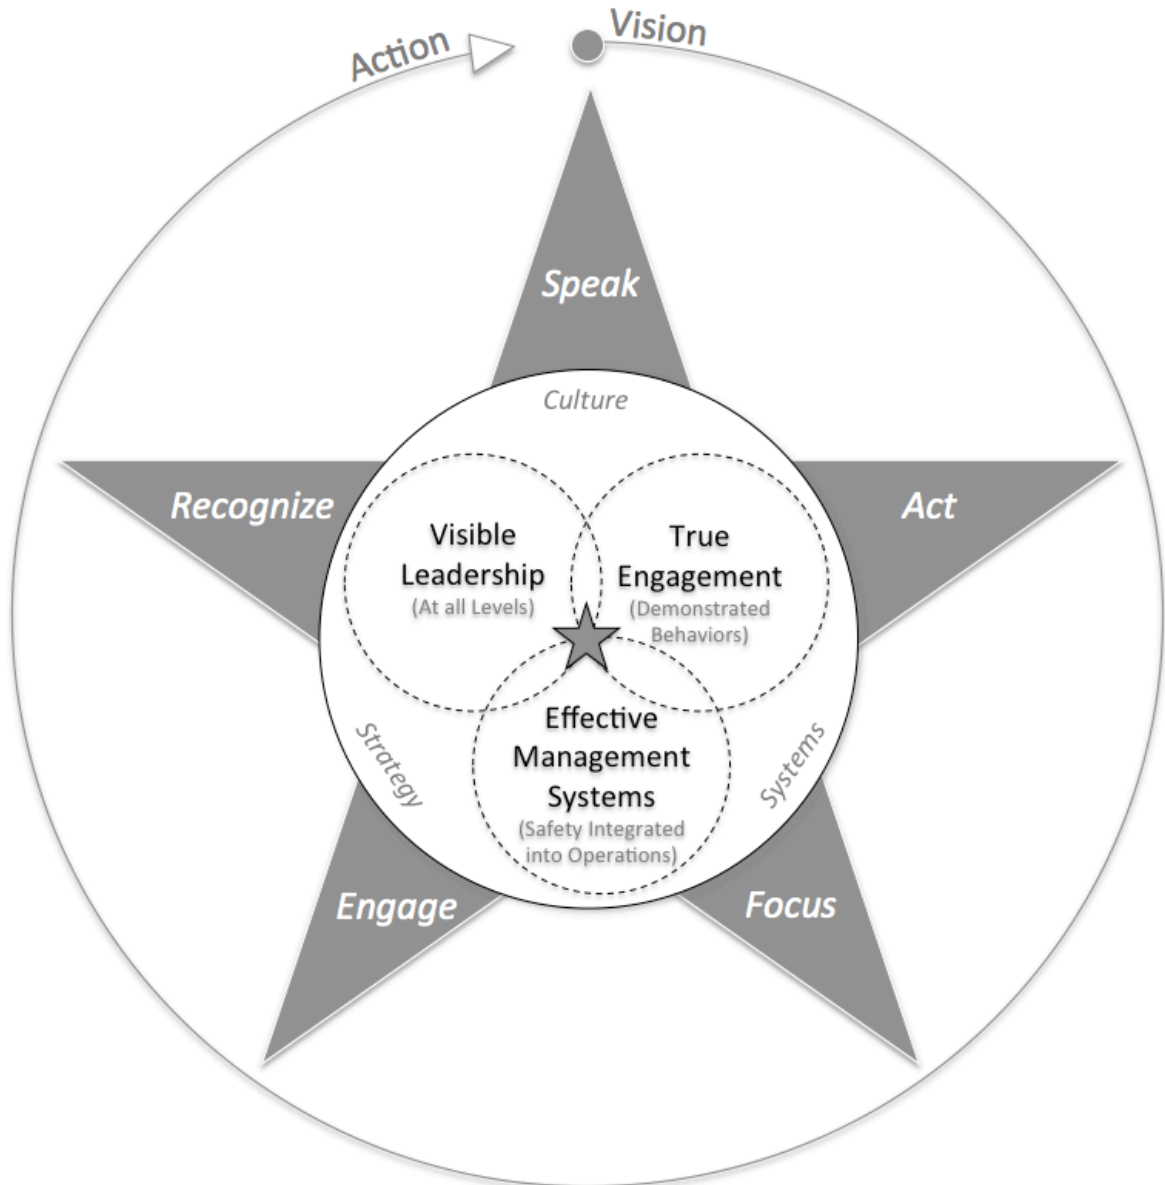 Action
Vision
Speak
Culture
Recognize
Act
Visible
Leadership
(At all Levels)
True
Engagement
(Demonstrated
Behaviors)
Effective
Management
Systems
(Safety Integrated
into Operations)
Strategy
Systems
Engage
Focus